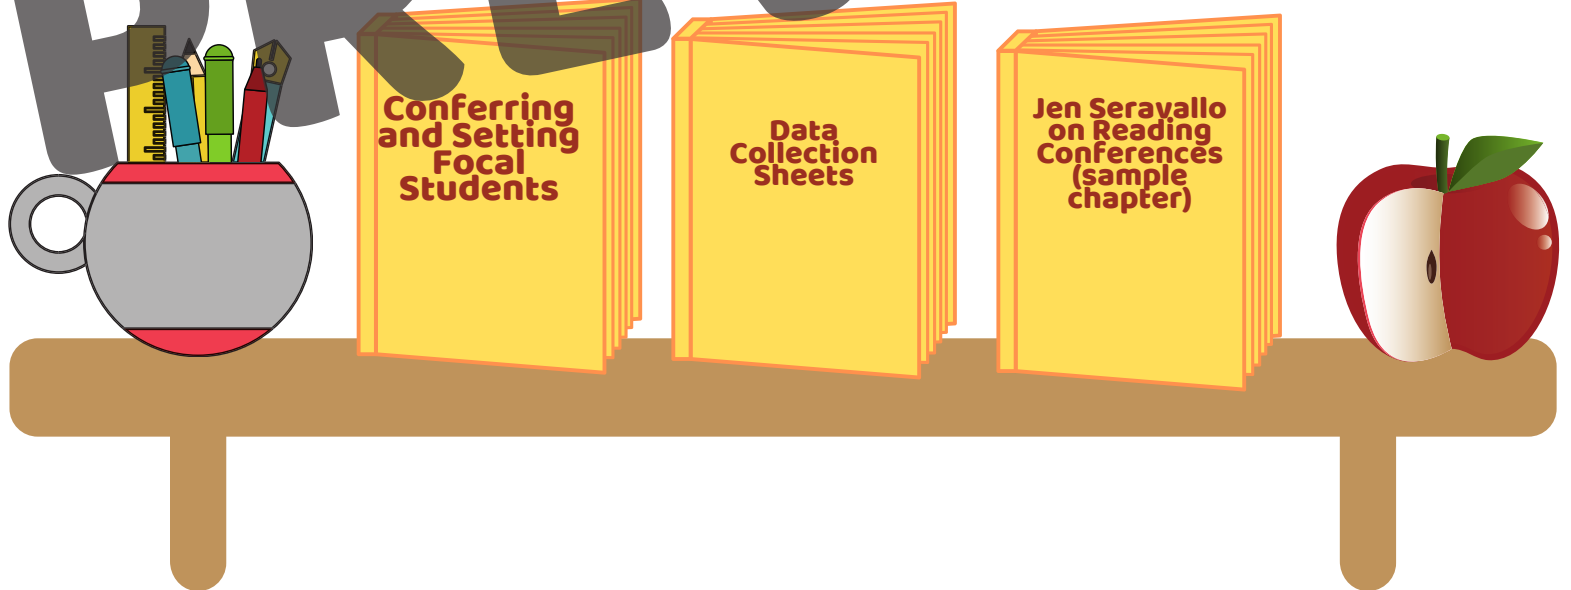 Conferring
and Setting
Focal
Students
Data
Collection
Sheets
Jen Seravallo
on Reading
Conferences
(sample
chapter)